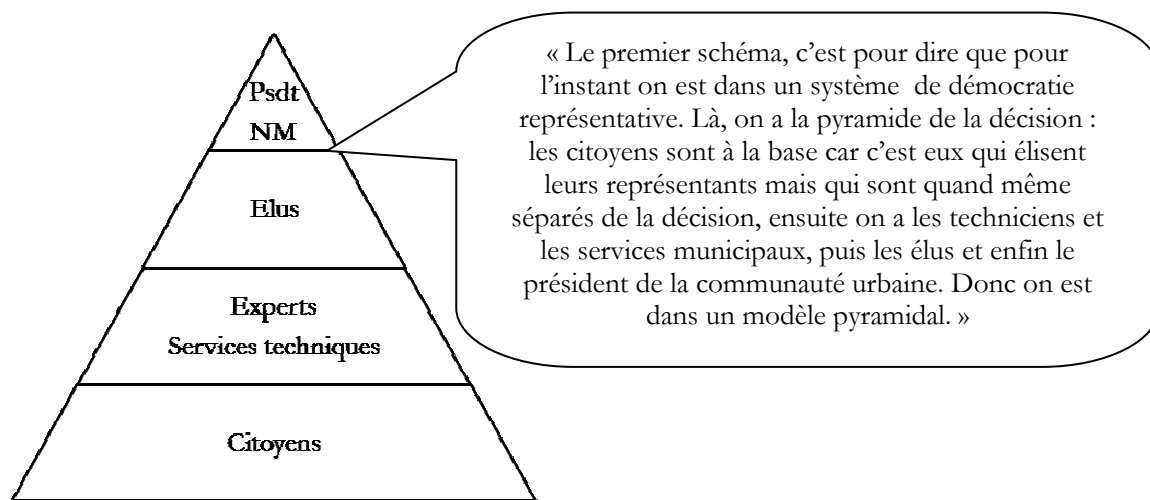 Psdt
NM
Elus
Experts
Services techniques
Citoyens
« Le premier schéma, c’est pour dire que pour
l’instant on est dans un système de démocratie
représentative. Là, on a la pyramide de la décision :
les citoyens sont à la base car c’est eux qui élisent
leurs représentants mais qui sont quand même
séparés de la décision, ensuite on a les techniciens et
les services municipaux, puis les élus et enfin le
président de la communauté urbaine. Donc on est
dans un modèle pyramidal. »